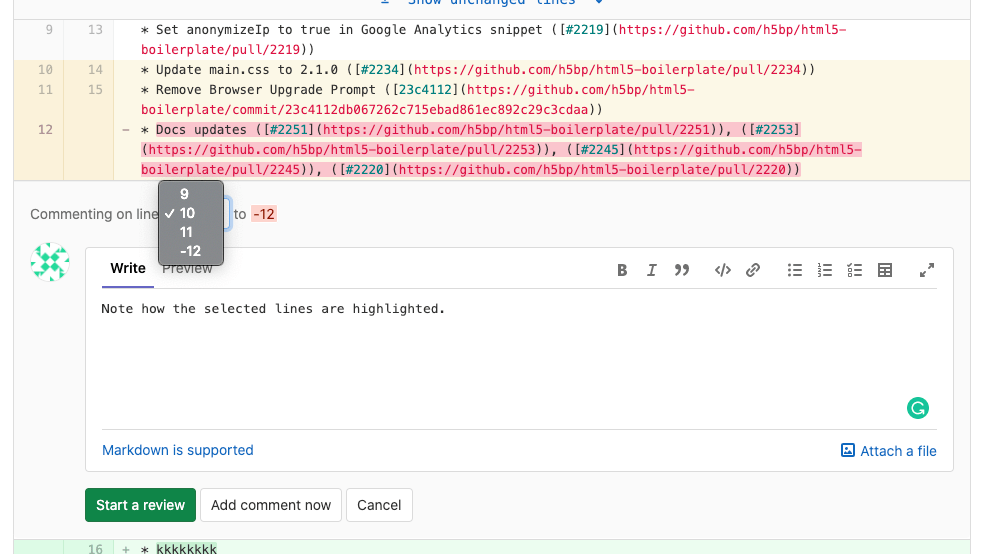 Show unchanged lines
9 13 * Set anonymizeIp to true in Google Analytics snippet ([#2219](https://github.com/h5bp/html5-
boilerplate/pull/2219))
10 14 * Update main.css to 2.1.0 ([#2234](https://github.com/h5bp/html5-boilerplate/pull/2234))
11 15 * Remove Browser Upgrade Prompt ([23c4112](https://github.com/h5bp/html5-
boilerplate/commit/23c4112db067262c715ebad861ec892c29c3cdaa))
12 - * Docs updates ([#2251](https://github.com/h5bp/html5-boilerplate/pull/2251)), ([#2253]
(https://github.com/h5bp/html5-boilerplate/pull/2253)), ([#2245](https://github.com/h5bp/html5-
boilerplate/pull/2245)), ([#2220](https://github.com/h5bp/html5-boilerplate/pull/2220))
9
Commenting on line ✓ 10 to -12
11
-12
Write Preview
B I
Note how the selected lines are highlighted.
Markdown is supported Attach a file
Start a review Add comment now Cancel
16 + * kkkkkkkk